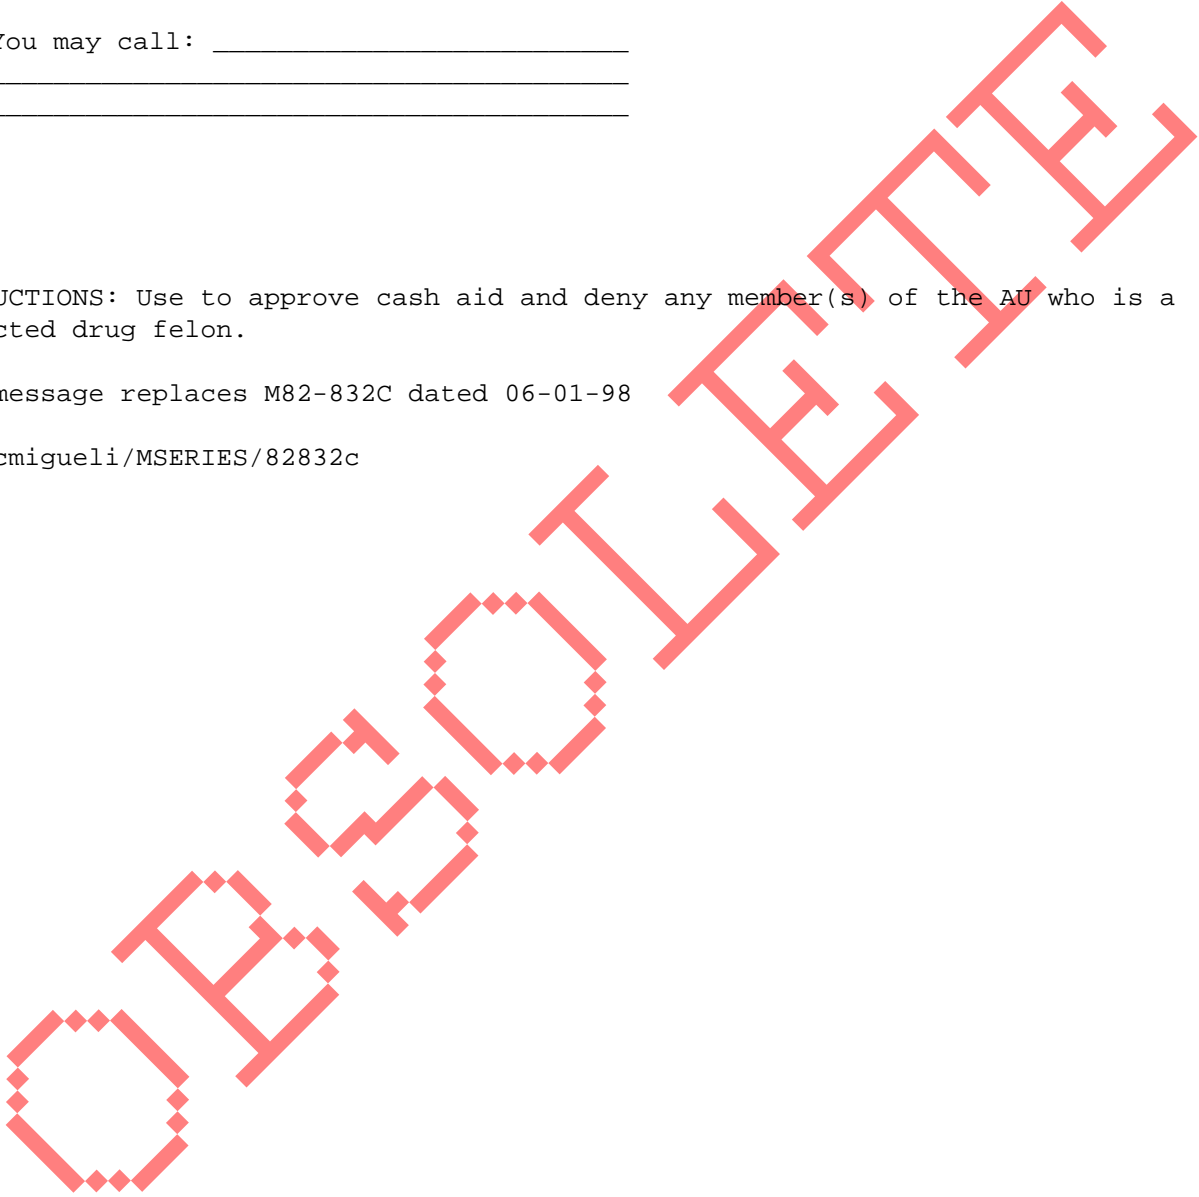 You may call: __________________________
_______________________________________
_______________________________________
UCTIONS: Use to approve cash aid and deny any member(s) of the AU who is a
cted drug felon.
message replaces M82-832C dated 06-01-98
cmigueli/MSERIES/82832c
OBSOLETE